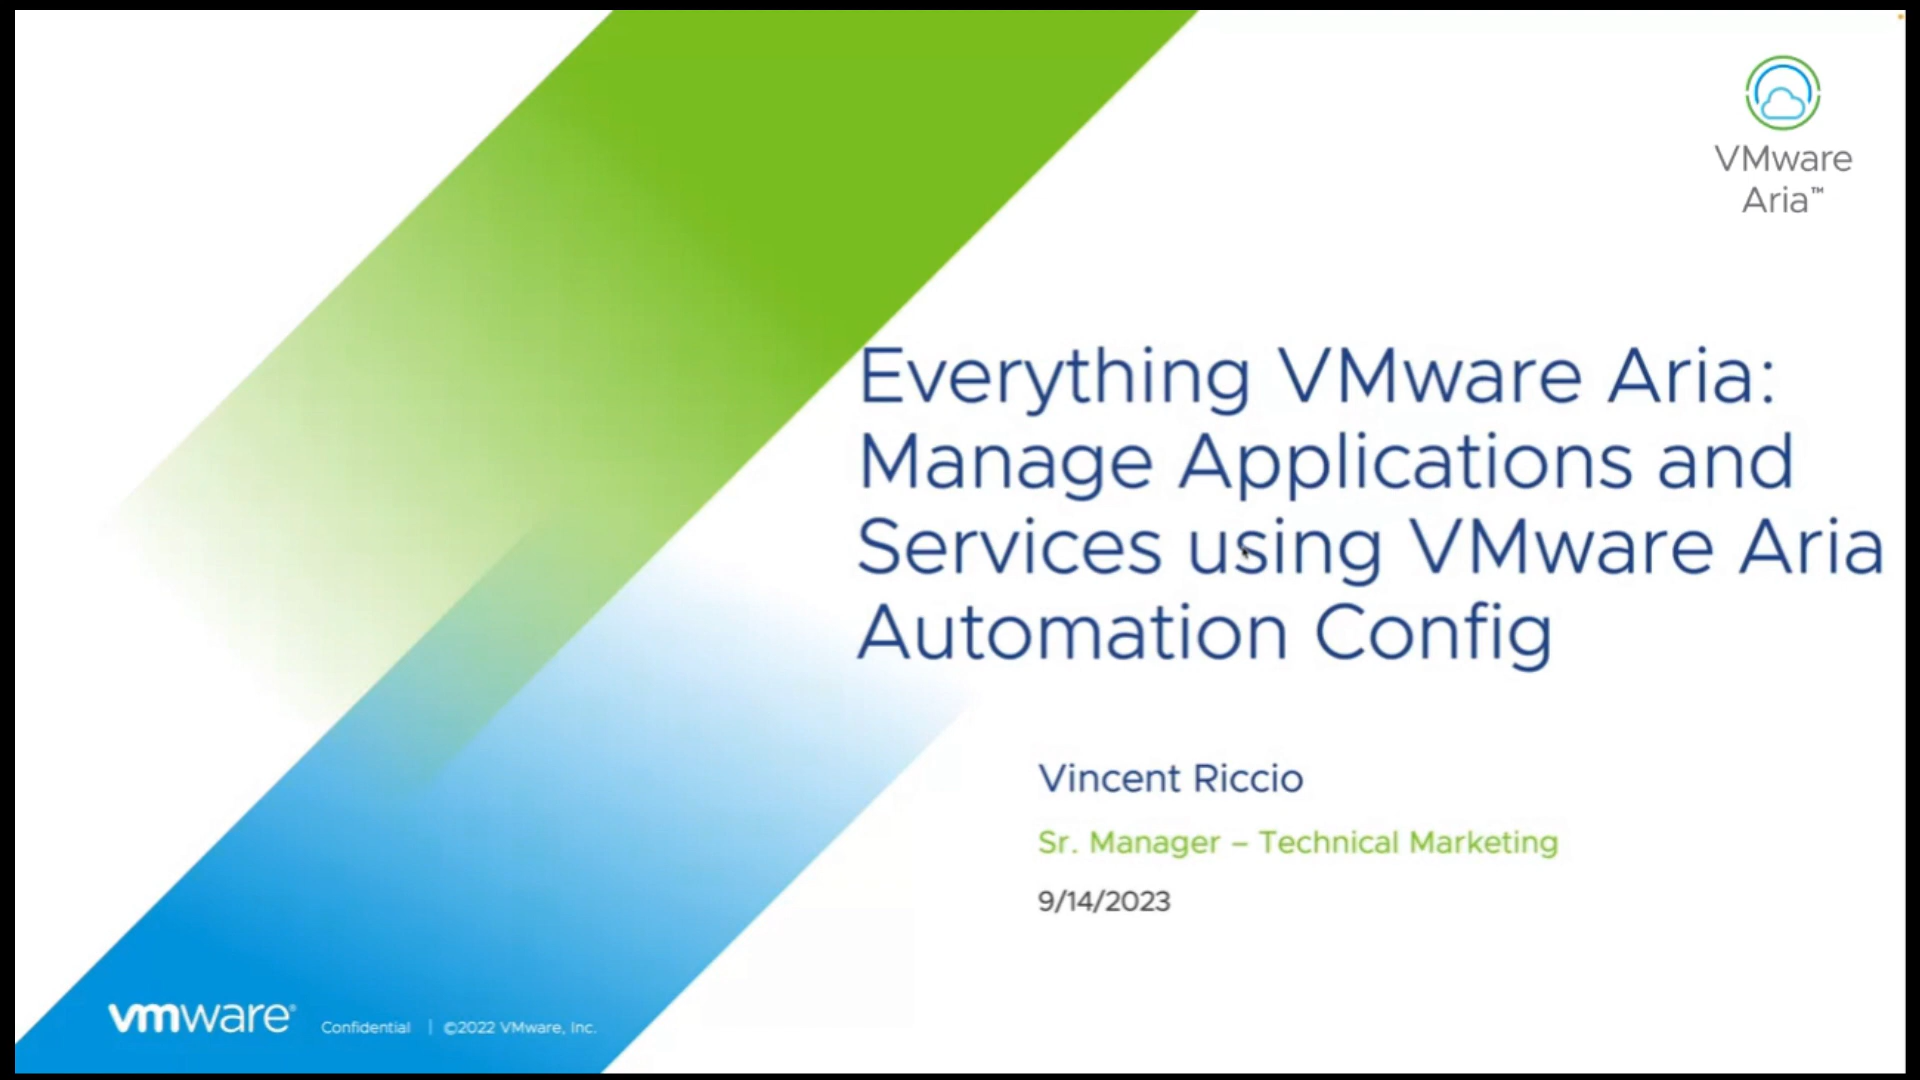 VMware
Aria™
Everything VMware Aria:
Manage Applications and
Services using VMware Aria
Automation Config
Vincent Riccio
Sr. Manager – Technical Marketing
9/14/2023
vmware® Confidential | ©2022 VMware, Inc.